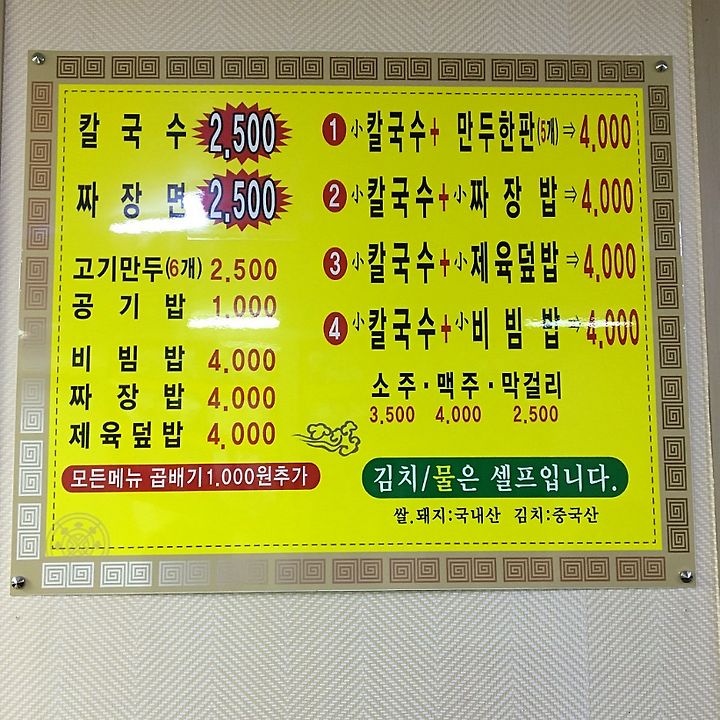 칼국수 2,500
짜장면 2,500
고기만두(6개) 2.500
공기밥 1.000
비빔밥 4,000
짜장밥 4,000
제육덮밥 4,000
모든메뉴 곱배기1.000원추가
1 小칼국수+ 만두한판(5개)⇒4,000
2 小칼국수+小짜장밥⇒4,000
3 小칼국수+小제육덮밥⇒4,000
4 小칼국수+小비빔밥⇒4,000
소주·맥주·막걸리
3,500 4,000 2,500
김치/물은 셀프입니다.
쌀.돼지:국내산 김치:중국산